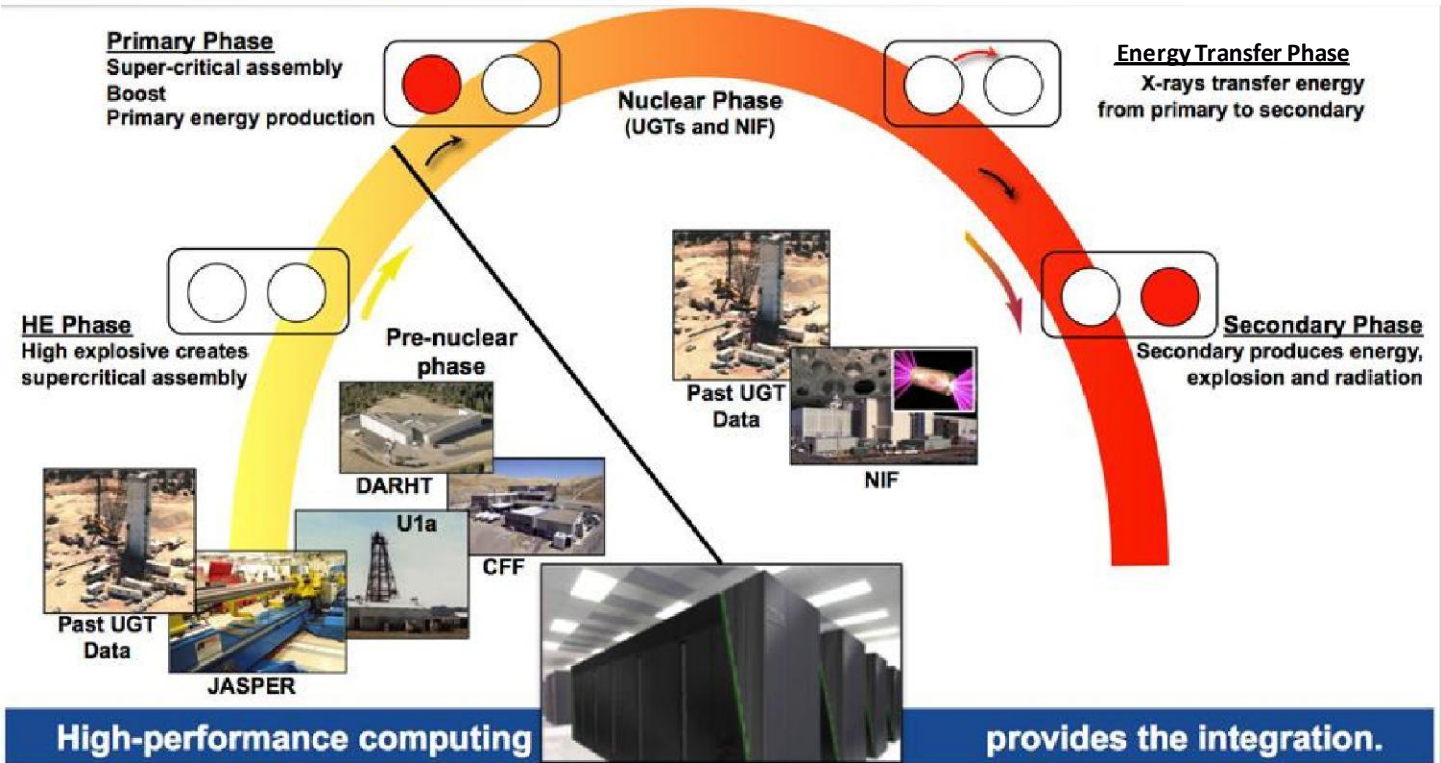 Primary Phase
Super-critical assembly
Boost
Primary energy production
Energy Transfer Phase
X-rays transfer energy
from primary to secondary
Nuclear Phase
(UGTs and NIF)
HE Phase
High explosive creates
supercritical assembly
Pre-nuclear
phase
Secondary Phase
Secondary produces energy,
explosion and radiation
Past UGT
Data
NIF
DARHT
U1a
CFF
Past UGT
Data
JASPER
High-performance computing
provides the integration.